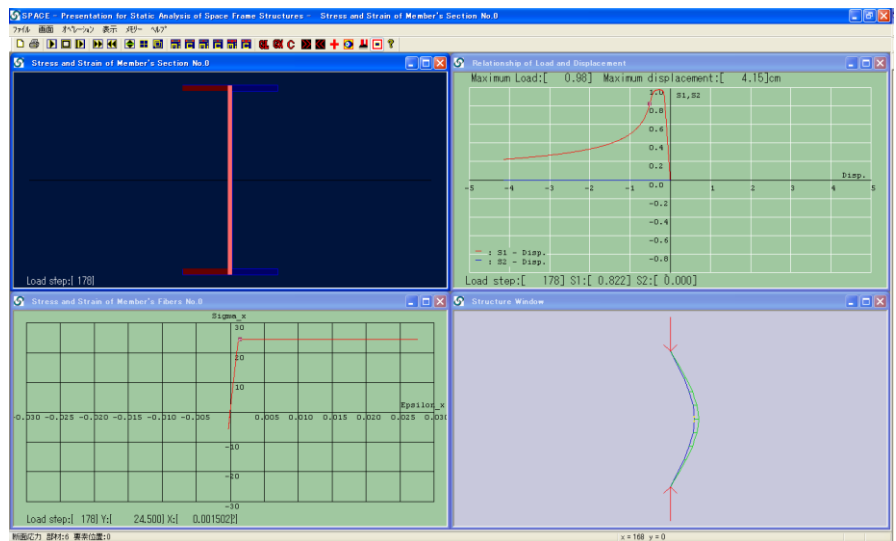 SPACE - Presentation for Static Analysis of Space Frame Structures - Stress and Strain of Member's Section No.0
ファイル 画面 オペレーション 表示 メモリー ヘルプ
Stress and Strain of Member's Section No.0
Load step:[ 178]
Relationship of Load and Displacement
Maximum Load:[ 0.98] Maximum displacement:[ 4.15]cm
1.0 S1,S2
0.8
0.6
0.4
0.2
Disp.
0.0
-5 -4 -3 -2 -1 1 2 3 4 5
-0.2
-0.4
-0.6
— : S1 - Disp.
-0.8
— : S2 - Disp.
Load step:[ 178] S1:[ 0.822] S2:[ 0.000]
Stress and Strain of Member's Fibers No.0
Sigma_x
30
20
10
Epsilon_x
-0.030 -0.025 -0.020 -0.015 -0.010 -0.005 0.005 0.010 0.015 0.020 0.025 0.030
-10
-20
-30
Load step:[ 178] Y:[ 24.500] X:[ 0.001502]
Structure Window
断面応力 部材:6 要素位置:0
x = 168 y = 0